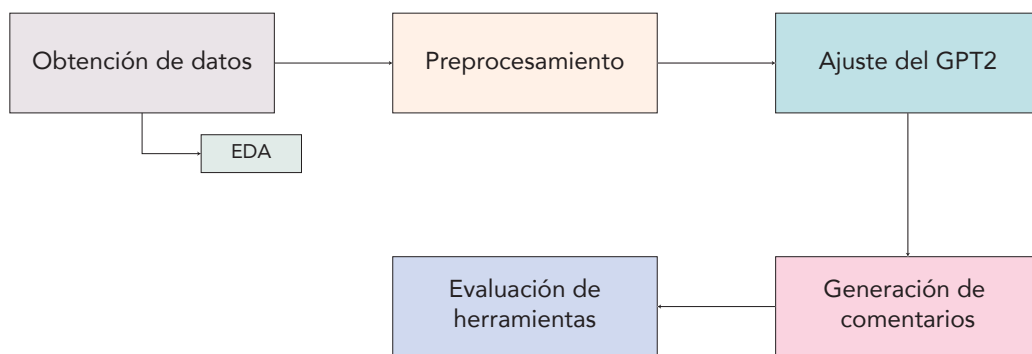 Obtención de datos
Preprocesamiento
Ajuste del GPT2
EDA
Evaluación de
herramientas
Generación de
comentarios